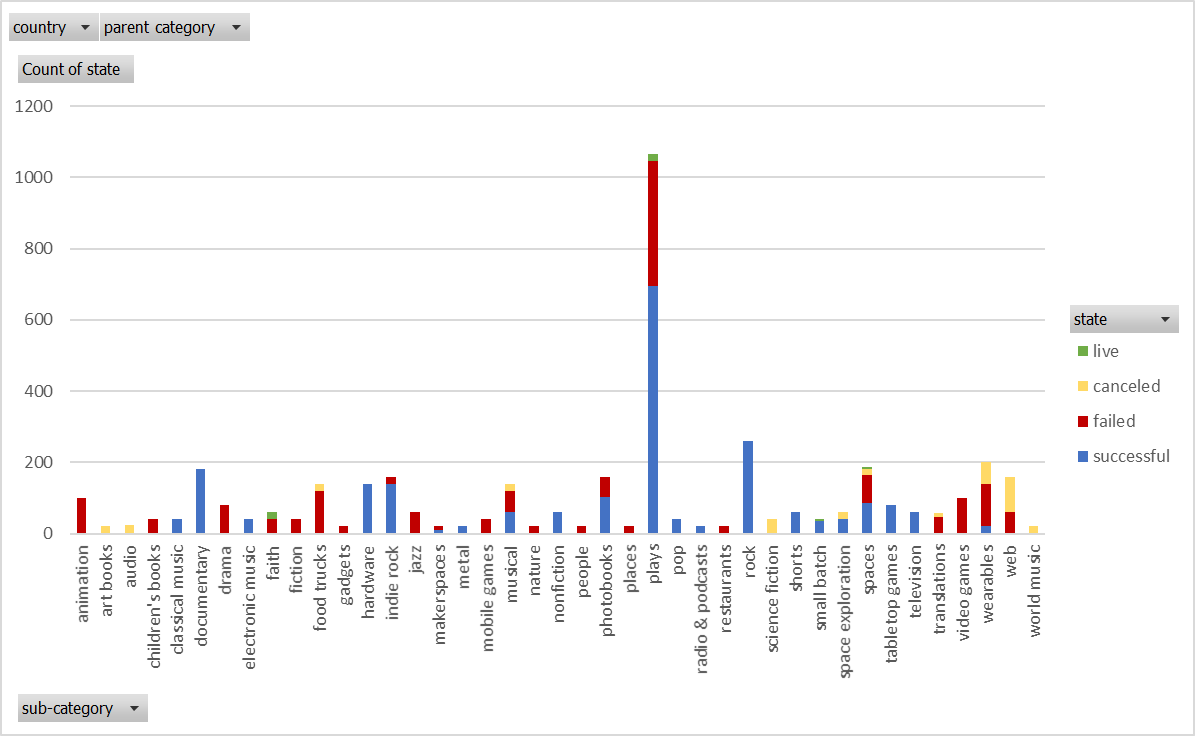 country parent category
Count of state
1200
1000
800
600
400
200
0
animation
art books
audio
children's books
classical music
documentary
drama
electronic music
faith
fiction
food trucks
gadgets
hardware
indie rock
jazz
makerspaces
metal
mobile games
musical
nature
nonfiction
people
photobooks
places
plays
pop
radio & podcasts
restaurants
rock
science fiction
shorts
small batch
space exploration
spaces
tabletop games
television
translations
video games
wearables
web
world music
state
live
canceled
failed
successful
sub-category